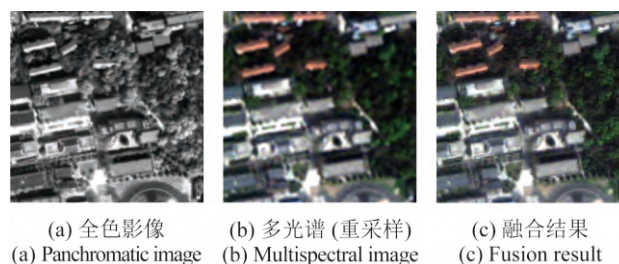 (a) 全色影像
(b) 多光谱 (重采样)
(c) 融合结果
(a) Panchromatic image
(b) Multispectral image
(c) Fusion result